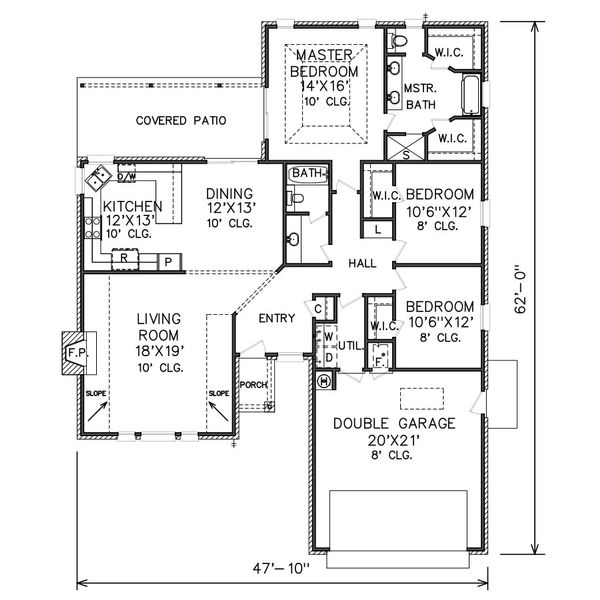 MASTER
BEDROOM
14'X16'
10' CLG.
W.I.C.
MSTR.
BATH
W.I.C.
S
COVERED PATIO
O/W
KITCHEN
12'X13'
10' CLG.
R
P
DINING
12'X13'
10' CLG.
BATH
W.I.C.
BEDROOM
10'6"X12'
8' CLG.
L
HALL
BEDROOM
10'6"X12'
8' CLG.
W.I.C.
62'-0"
LIVING
ROOM
18'X19'
10' CLG.
ENTRY
C
W
D
UTIL.
F.
F.P.
SLOPE
SLOPE
PORCH
H
DOUBLE GARAGE
20'X21'
8' CLG.
47'-10"